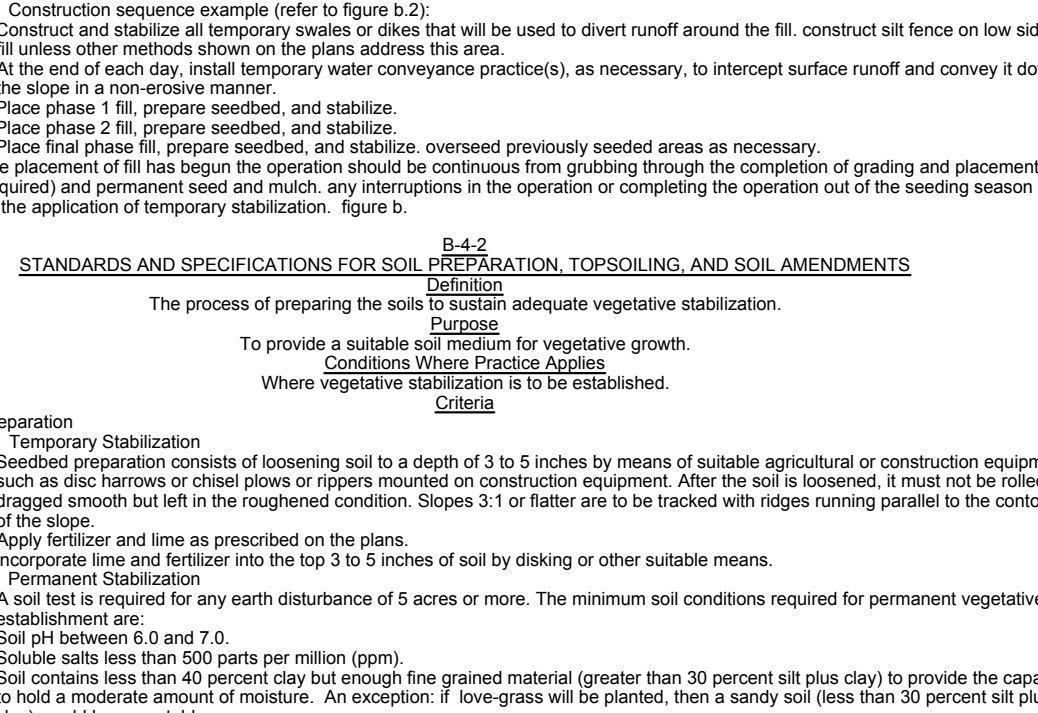 Construction sequence example (refer to figure b.2):
Construct and stabilize all temporary swales or dikes that will be used to divert runoff around the fill. construct silt fence on low sid
fill unless other methods shown on the plans address this area.
At the end of each day, install temporary water conveyance practice(s), as necessary, to intercept surface runoff and convey it do
the slope in a non-erosive manner.
Place phase 1 fill, prepare seedbed, and stabilize.
Place phase 2 fill, prepare seedbed, and stabilize.
Place final phase fill, prepare seedbed, and stabilize. overseed previously seeded areas as necessary.
e placement of fill has begun the operation should be continuous from grubbing through the completion of grading and placement
quired) and permanent seed and mulch. any interruptions in the operation or completing the operation out of the seeding season
the application of temporary stabilization. figure b.
B-4-2
STANDARDS AND SPECIFICATIONS FOR SOIL PREPARATION, TOPSOILING, AND SOIL AMENDMENTS
Definition
The process of preparing the soils to sustain adequate vegetative stabilization.
Purpose
To provide a suitable soil medium for vegetative growth.
Conditions Where Practice Applies
Where vegetative stabilization is to be established.
Criteria
eparation
Temporary Stabilization
Seedbed preparation consists of loosening soil to a depth of 3 to 5 inches by means of suitable agricultural or construction equipm
such as disc harrows or chisel plows or rippers mounted on construction equipment. After the soil is loosened, it must not be rolle
dragged smooth but left in the roughened condition. Slopes 3:1 or flatter are to be tracked with ridges running parallel to the conto
of the slope.
Apply fertilizer and lime as prescribed on the plans.
ncorporate lime and fertilizer into the top 3 to 5 inches of soil by disking or other suitable means.
Permanent Stabilization
A soil test is required for any earth disturbance of 5 acres or more. The minimum soil conditions required for permanent vegetative
establishment are:
Soil pH between 6.0 and 7.0.
Soluble salts less than 500 parts per million (ppm).
Soil contains less than 40 percent clay but enough fine grained material (greater than 30 percent silt plus clay) to provide the capa
to hold a moderate amount of moisture. An exception: if love-grass will be planted, then a sandy soil (less than 30 percent silt plu